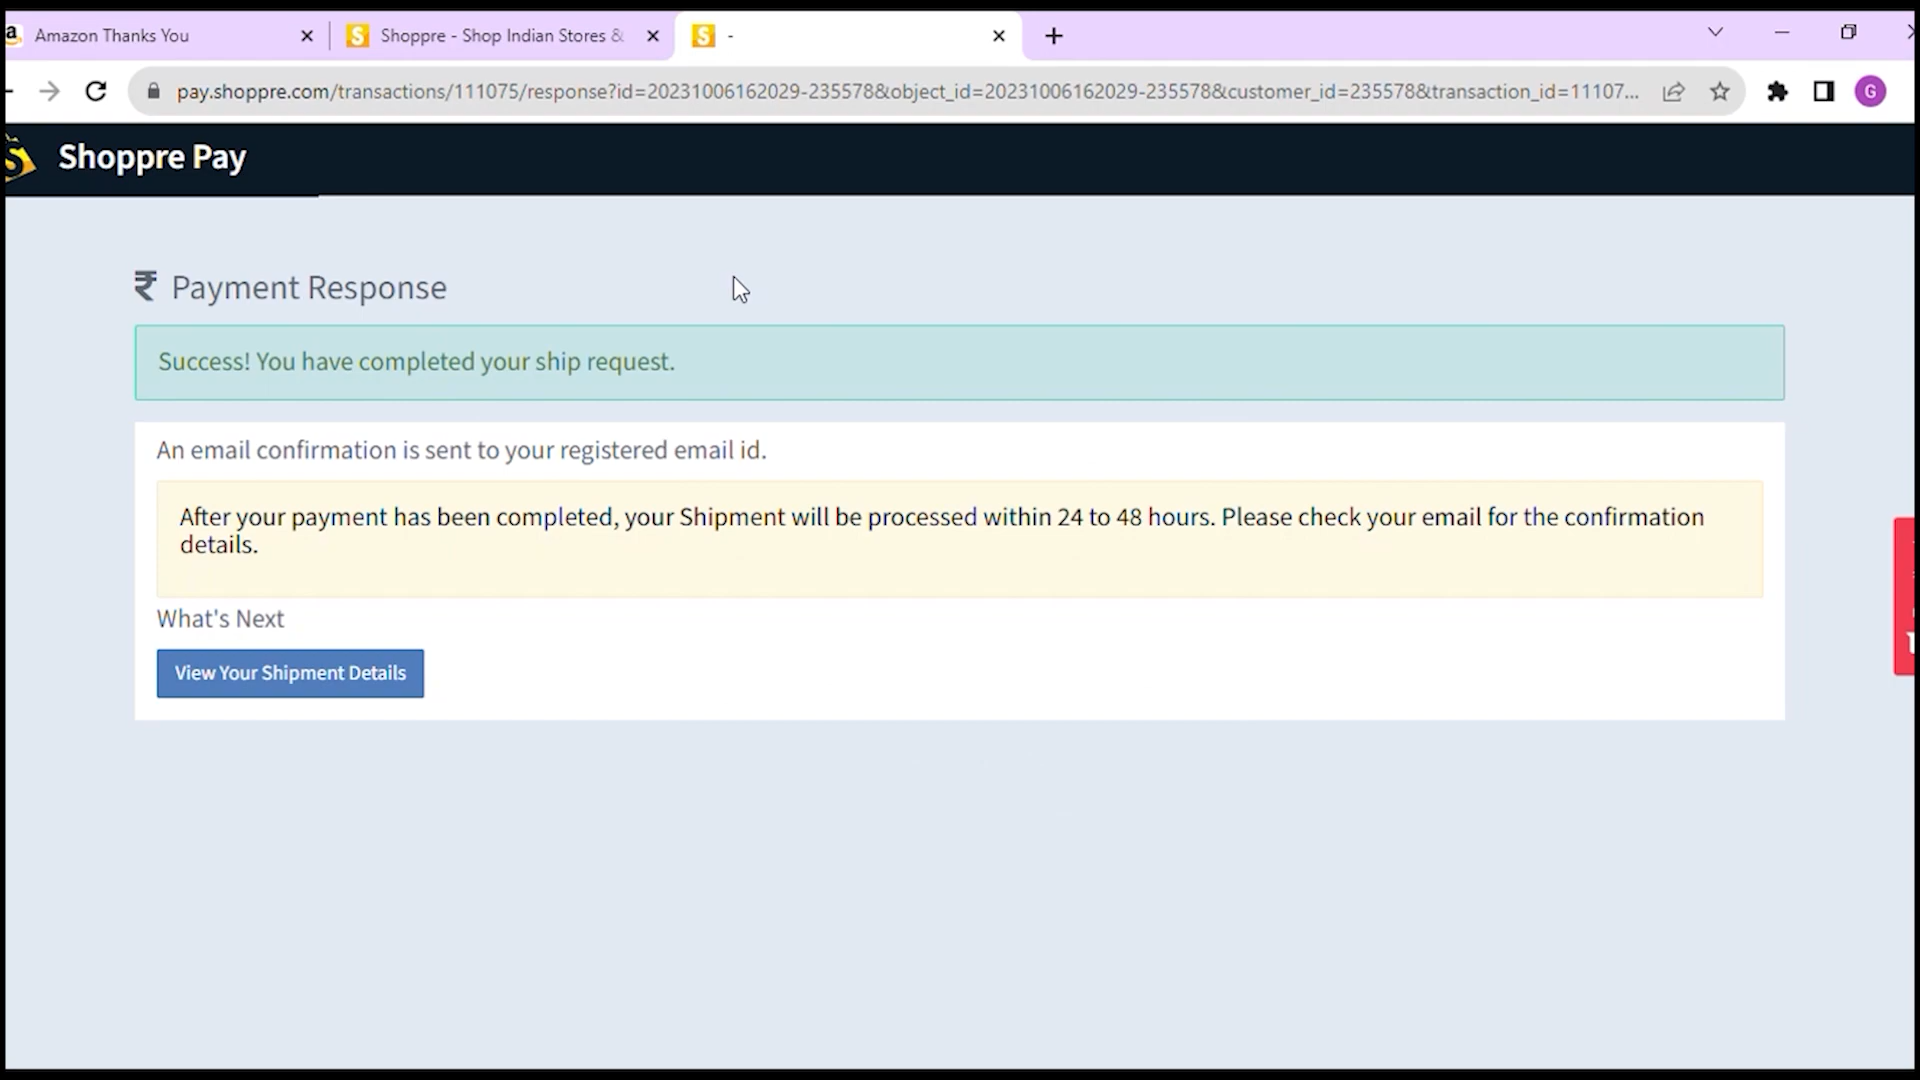 Amazon Thanks You
Shoppre - Shop Indian Stores &
-
pay.shoppre.com/transactions/111075/response?id=20231006162029-235578&object_id=20231006162029-235578&customer_id=235578&transaction_id=11107...
G
Shoppre Pay
₹ Payment Response
Success! You have completed your ship request.
An email confirmation is sent to your registered email id.
After your payment has been completed, your Shipment will be processed within 24 to 48 hours. Please check your email for the confirmation
details.
What's Next
View Your Shipment Details